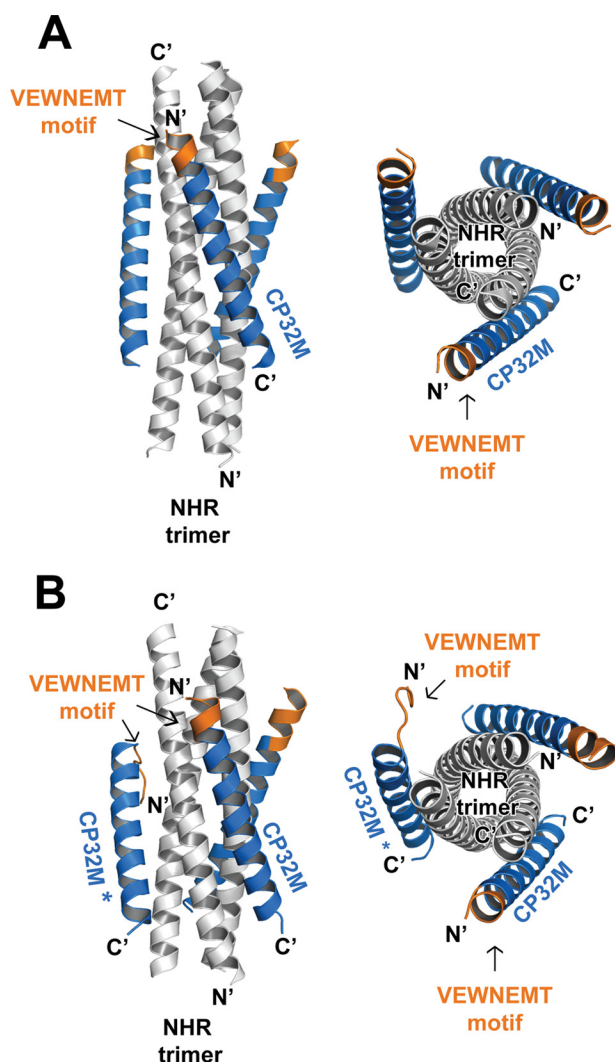 A
C'
VEWNEMT
motif
N'
CP32M
C'
N'
NHR
trimer
NHR
trimer
N'
C'
C'
N'
CP32M
VEWNEMT
motif
B
C'
VEWNEMT
motif
N'
N'
CP32M *
CP32M
C'
C'
N'
NHR
trimer
VEWNEMT
motif
N'
NHR
trimer
N'
C'
CP32M *
C'
C'
CP32M
N'
VEWNEMT
motif